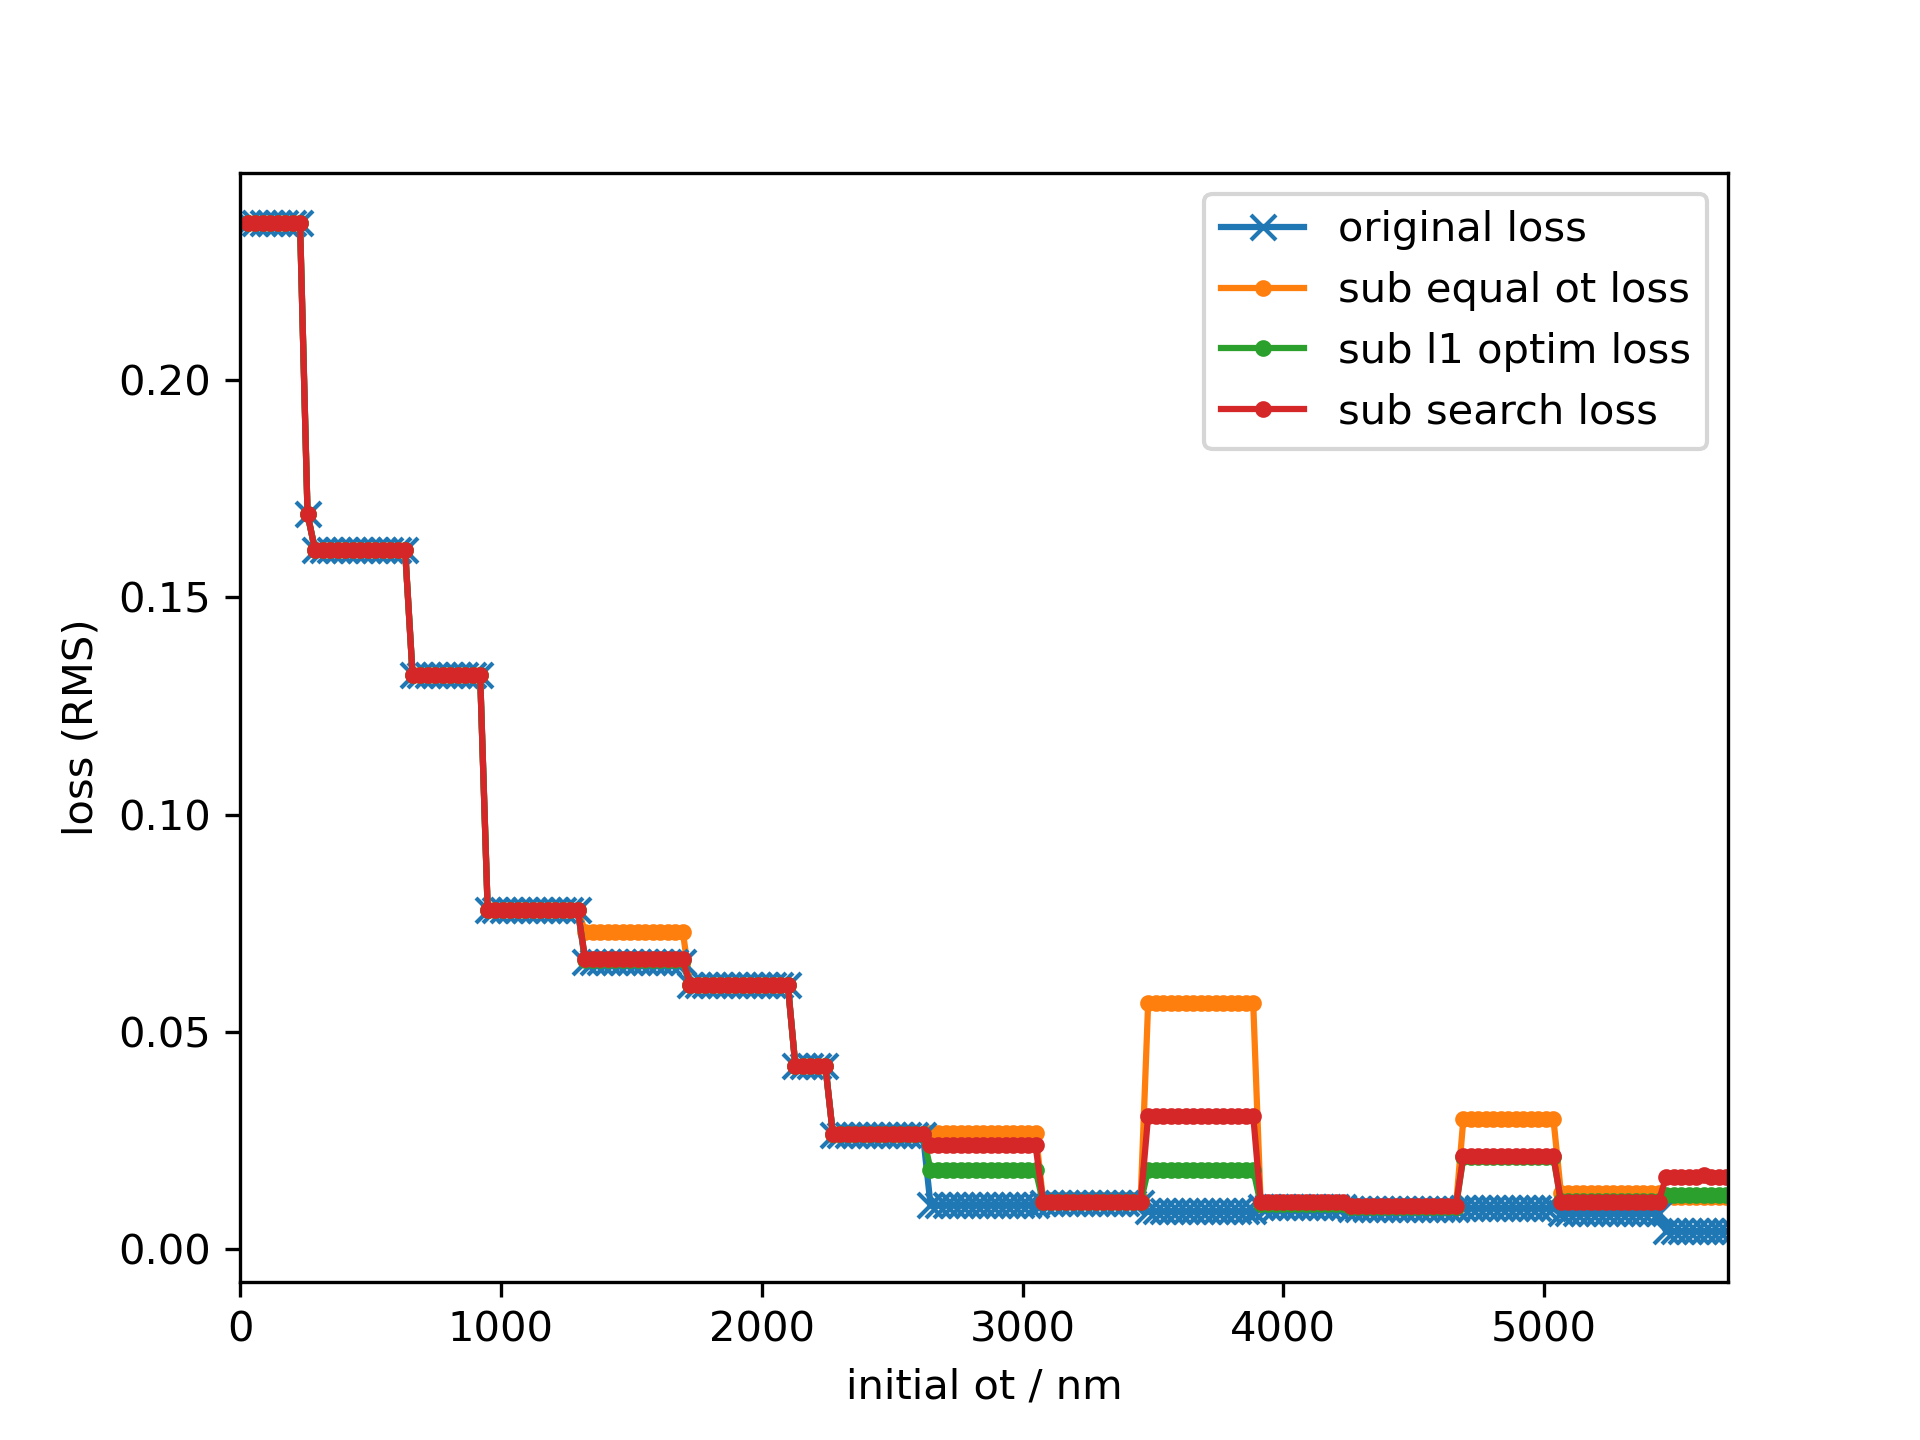 original loss
sub equal ot loss
sub l1 optim loss
sub search loss
0.20
0.15
0.10
0.05
0.00
loss (RMS)
0 1000 2000 3000 4000 5000
initial ot / nm